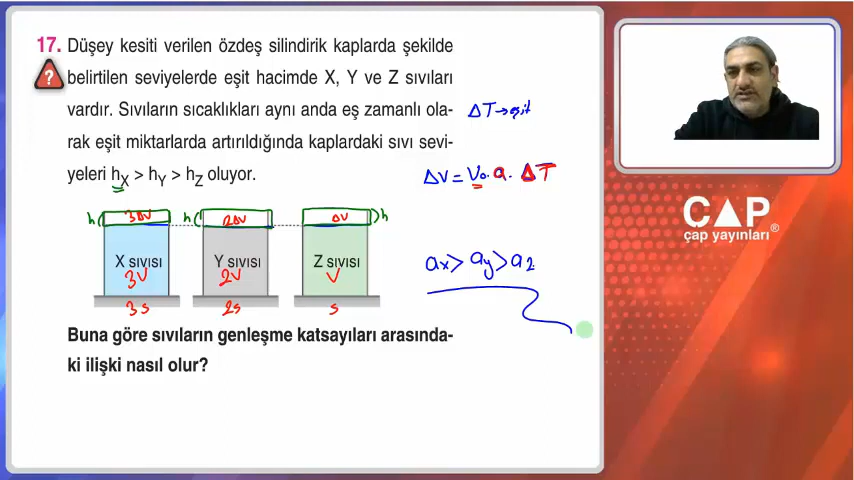 17. Düşey kesiti verilen özdeş silindirik kaplarda şekilde
? belirtilen seviyelerde eşit hacimde X, Y ve Z sıvıları
vardır. Sıvıların sıcaklıkları aynı anda eş zamanlı ola-
rak eşit miktarlarda artırıldığında kaplardaki sıvı sevi-
yeleri hX > hY > hZ oluyor.
ΔT → eşit
ΔV = V₀ . a . ΔT
h 3ΔV h 2ΔV ΔV h
X sıvısı Y sıvısı Z sıvısı
3V 2V V
3s 2s s
ax > ay > az
Buna göre sıvıların genleşme katsayıları arasında-
ki ilişki nasıl olur?
ÇAP
çap yayınları®